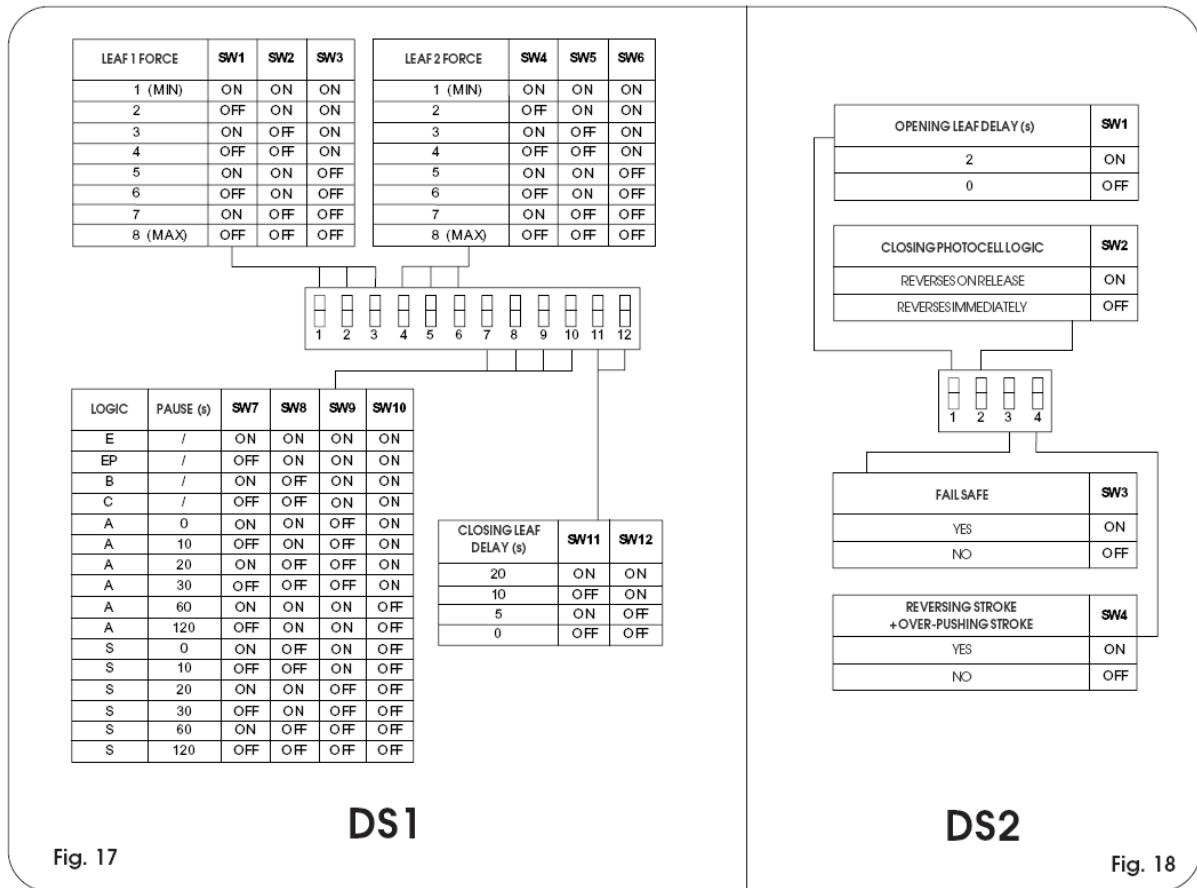 LEAF 1 FORCE SW1 SW2 SW3
1 (MIN) ON ON ON
2 OFF ON ON
3 ON OFF ON
4 OFF OFF ON
5 ON ON OFF
6 OFF ON OFF
7 ON OFF OFF
8 (MAX) OFF OFF OFF
LEAF 2 FORCE SW4 SW5 SW6
1 (MIN) ON ON ON
2 OFF ON ON
3 ON OFF ON
4 OFF OFF ON
5 ON ON OFF
6 OFF ON OFF
7 ON OFF OFF
8 (MAX) OFF OFF OFF
1 2 3 4 5 6 7 8 9 10 11 12
LOGIC PAUSE (s) SW7 SW8 SW9 SW10
E / ON ON ON ON
EP / OFF ON ON ON
B / ON OFF ON ON
C / OFF OFF ON ON
A 0 ON ON OFF ON
A 10 OFF ON OFF ON
A 20 ON OFF OFF ON
A 30 OFF OFF OFF ON
A 60 ON ON ON OFF
A 120 OFF ON ON OFF
S 0 ON OFF ON OFF
S 10 OFF OFF ON OFF
S 20 ON ON OFF OFF
S 30 OFF ON OFF OFF
S 60 ON OFF OFF OFF
S 120 OFF OFF OFF OFF
CLOSING LEAF
DELAY (s) SW11 SW12
20 ON ON
10 OFF ON
5 ON OFF
0 OFF OFF
DS1
Fig. 17
OPENING LEAF DELAY (s) SW1
2 ON
0 OFF
CLOSING PHOTOCELL LOGIC SW2
REVERSES ON RELEASE ON
REVERSES IMMEDIATELY OFF
1 2 3 4
FAIL SAFE SW3
YES ON
NO OFF
REVERSING STROKE
+ OVER-PUSHING STROKE SW4
YES ON
NO OFF
DS2
Fig. 18